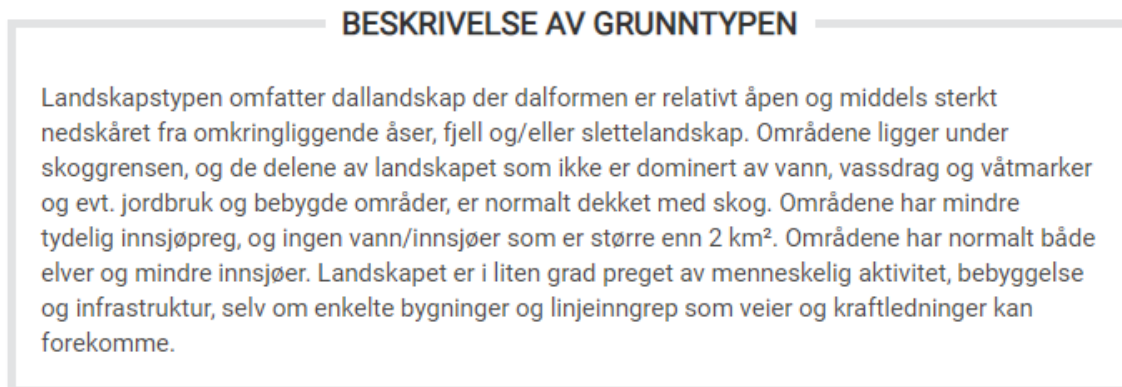 BESKRIVELSE AV GRUNNTYPEN
Landskapstypen omfatter dallandskap der dalformen er relativt åpen og middels sterkt
nedskåret fra omkringliggende åser, fjell og/eller slettelandskap. Områdene ligger under
skoggrensen, og de delene av landskapet som ikke er dominert av vann, vassdrag og våtmarker
og evt. jordbruk og bebygde områder, er normalt dekket med skog. Områdene har mindre
tydelig innsjøpreg, og ingen vann/innsjøer som er større enn 2 km². Områdene har normalt både
elver og mindre innsjøer. Landskapet er i liten grad preget av menneskelig aktivitet, bebyggelse
og infrastruktur, selv om enkelte bygninger og linjeinngrep som veier og kraftledninger kan
forekomme.